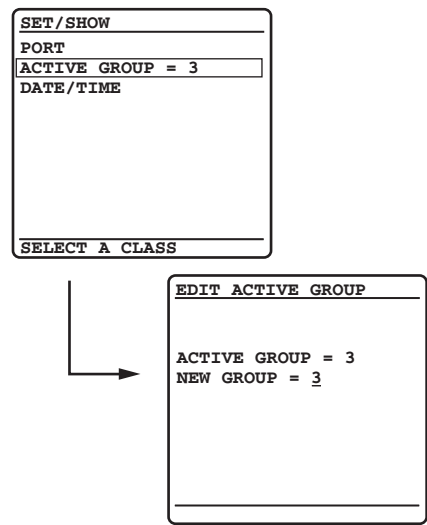 SET/SHOW
PORT
ACTIVE GROUP = 3
DATE/TIME
SELECT A CLASS
EDIT ACTIVE GROUP
ACTIVE GROUP = 3
NEW GROUP = 3